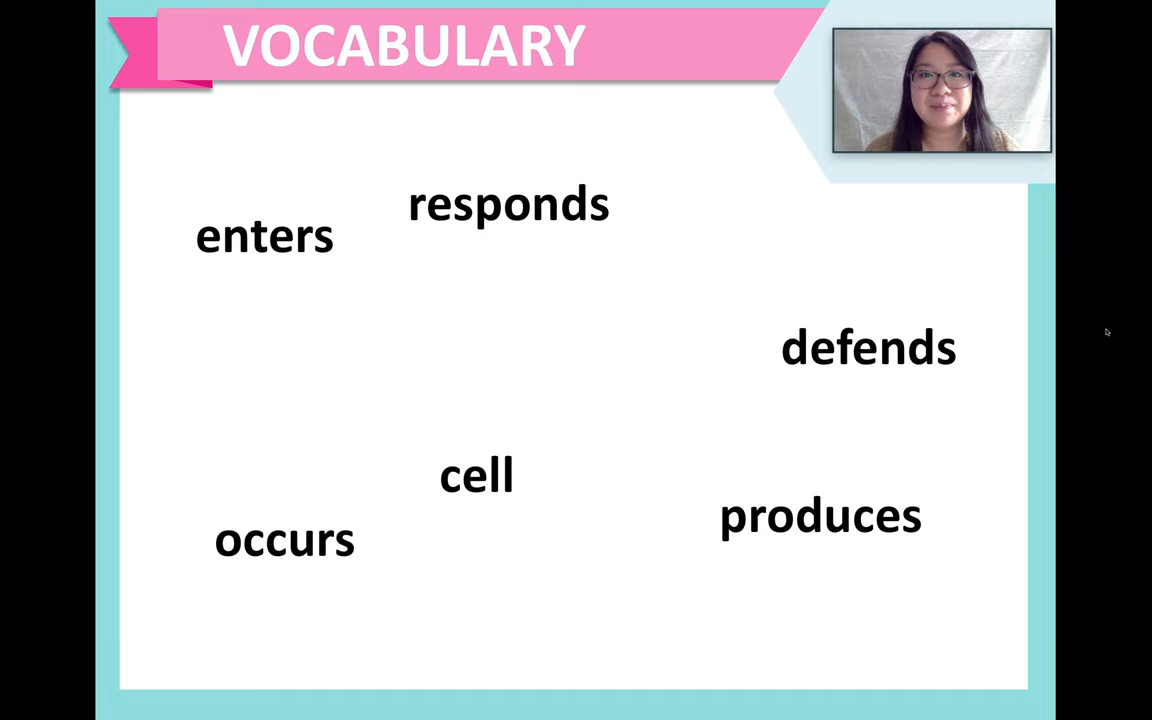 VOCABULARY
responds
enters
defends
cell
produces
occurs